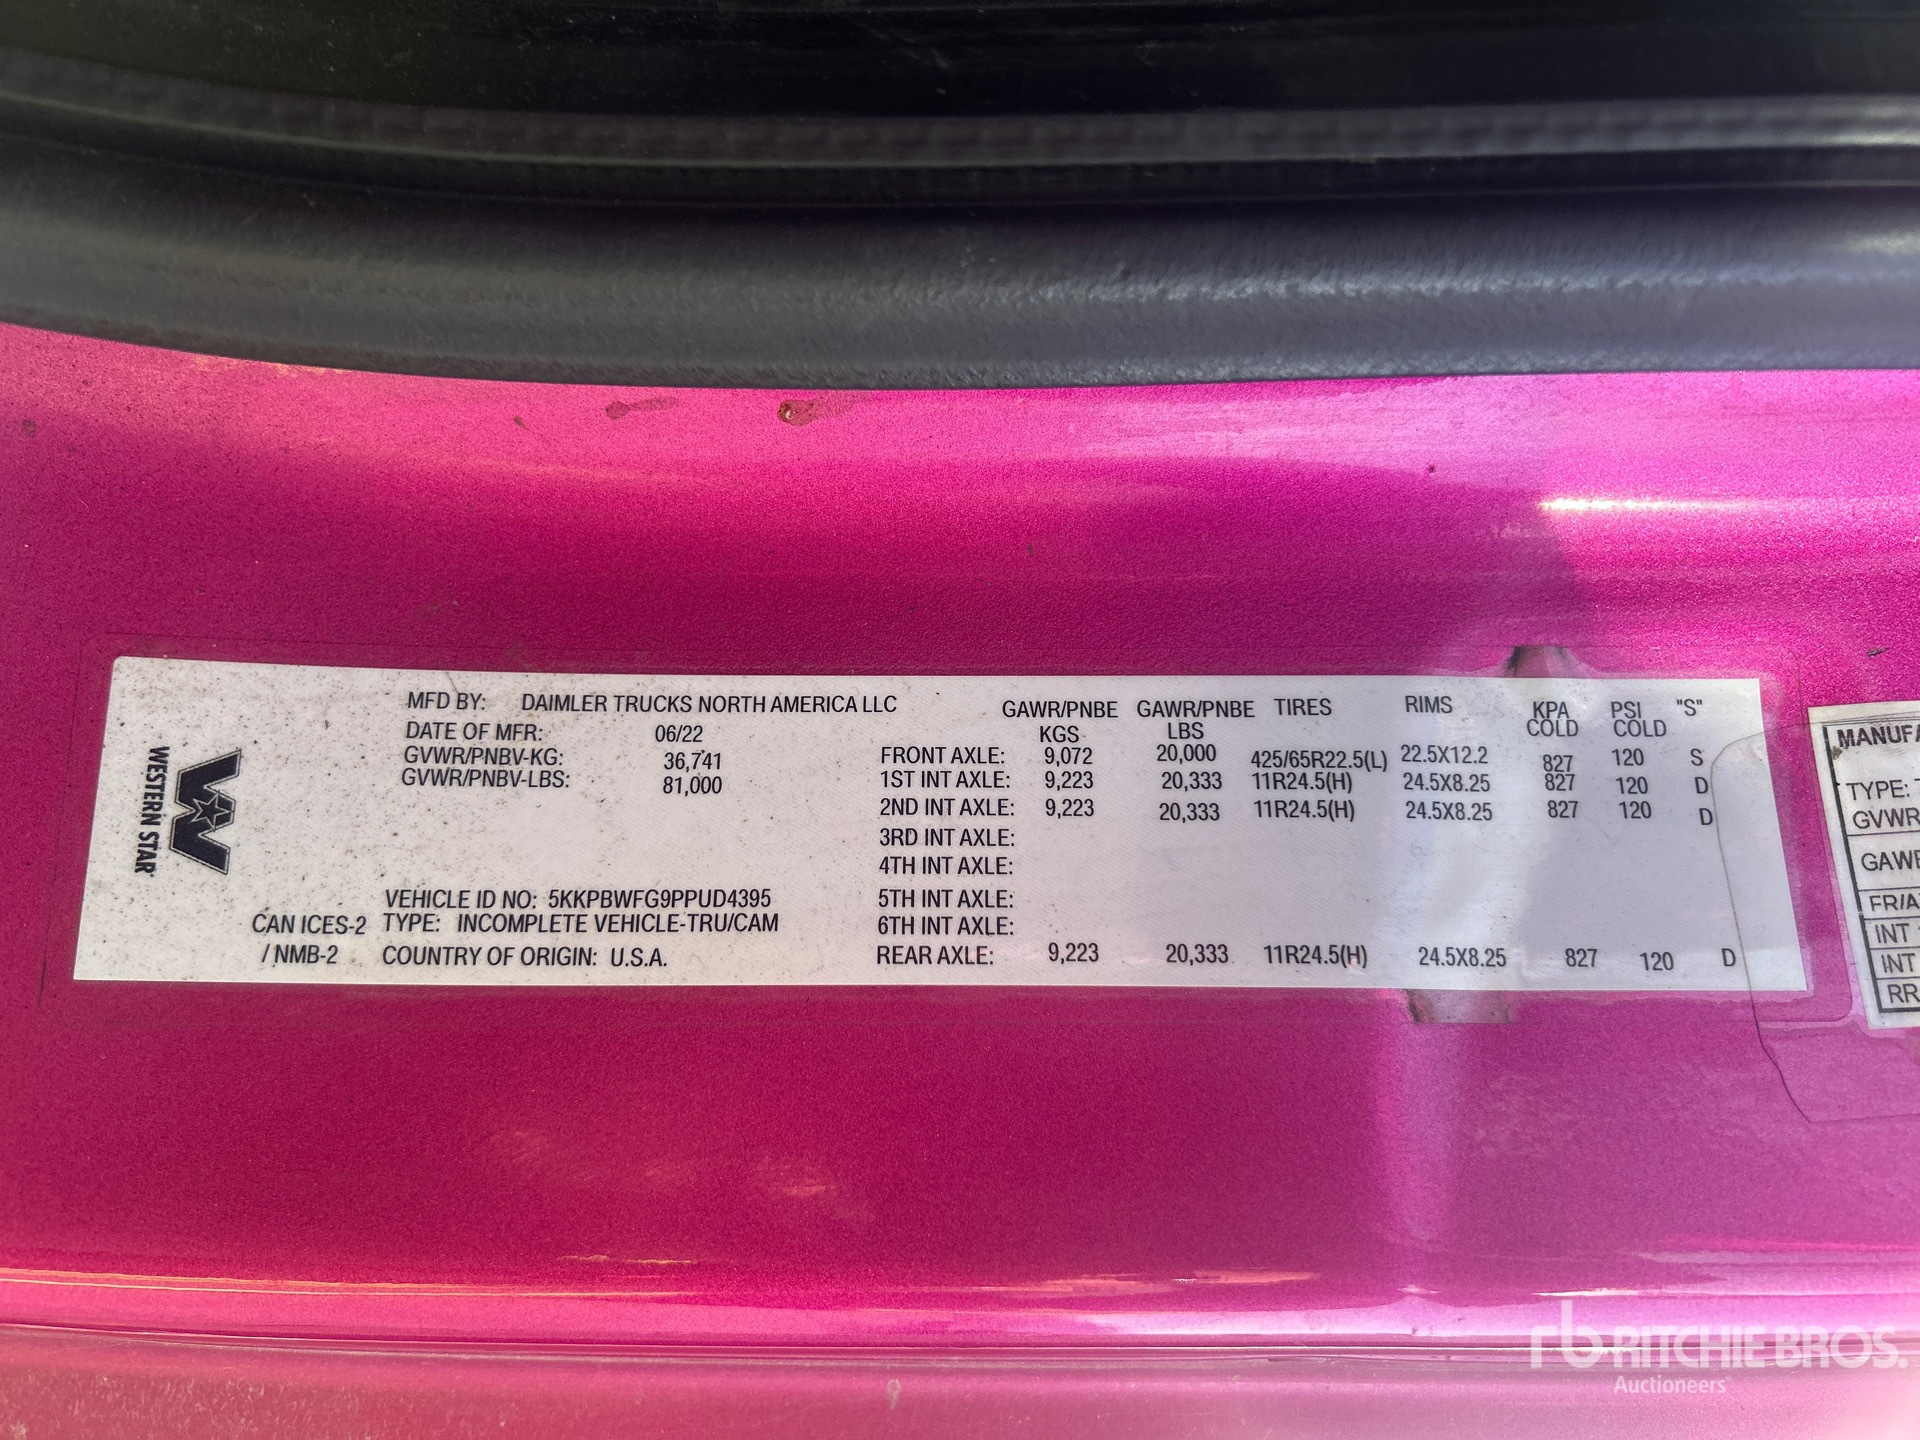 WESTERN STAR
MFD BY: DAIMLER TRUCKS NORTH AMERICA LLC
DATE OF MFR: 06/22
GVWR/PNBV-KG: 36,741
GVWR/PNBV-LBS: 81,000
VEHICLE ID NO: 5KKPBWFG9PPUD4395
CAN ICES-2 TYPE: INCOMPLETE VEHICLE-TRU/CAM
/ NMB-2 COUNTRY OF ORIGIN: U.S.A.
GAWR/PNBE GAWR/PNBE TIRES RIMS KPA PSI "S"
KGS LBS COLD COLD
FRONT AXLE: 9,072 20,000 425/65R22.5(L) 22.5X12.2 827 120 S
1ST INT AXLE: 9,223 20,333 11R24.5(H) 24.5X8.25 827 120 D
2ND INT AXLE: 9,223 20,333 11R24.5(H) 24.5X8.25 827 120 D
3RD INT AXLE:
4TH INT AXLE:
5TH INT AXLE:
6TH INT AXLE:
REAR AXLE: 9,223 20,333 11R24.5(H) 24.5X8.25 827 120 D
MANUFA
TYPE:
GVWR
GAWR
FR/A
INT
INT
RR
rb RITCHIE BROS.
Auctioneers